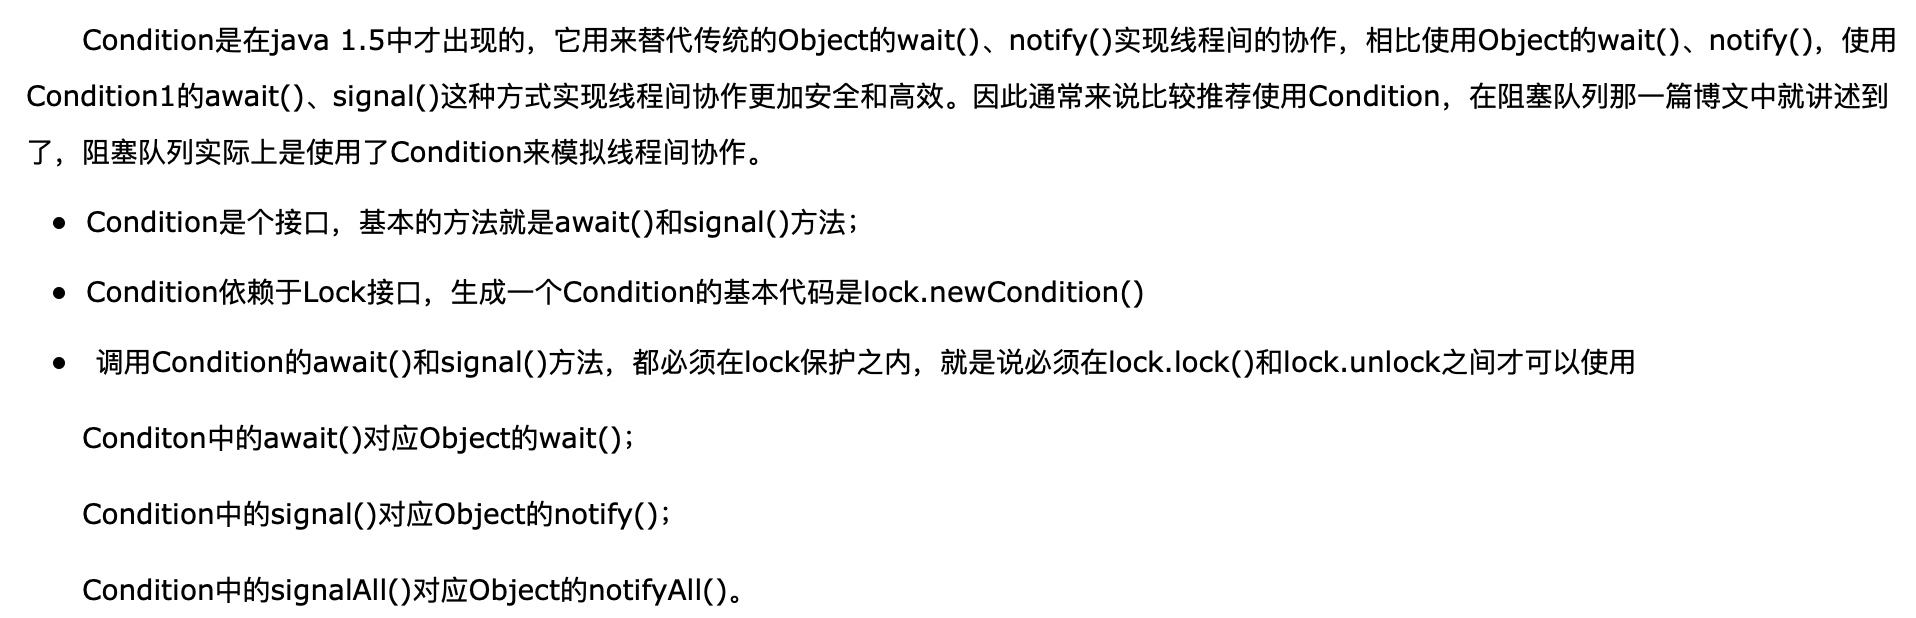 Condition是在java 1.5中才出现的，它用来替代传统的Object的wait()、notify()实现线程间的协作，相比使用Object的wait()、notify()，使用
Condition1的await()、signal()这种方式实现线程间协作更加安全和高效。因此通常来说比较推荐使用Condition，在阻塞队列那一篇博文中就讲述到
了，阻塞队列实际上是使用了Condition来模拟线程间协作。
● Condition是个接口，基本的方法就是await()和signal()方法；
● Condition依赖于Lock接口，生成一个Condition的基本代码是lock.newCondition()
● 调用Condition的await()和signal()方法，都必须在lock保护之内，就是说必须在lock.lock()和lock.unlock之间才可以使用
Conditon中的await()对应Object的wait()；
Condition中的signal()对应Object的notify()；
Condition中的signalAll()对应Object的notifyAll()。